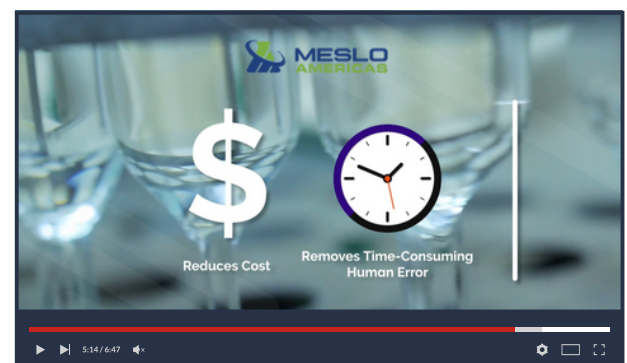 MESLO
AMERICAS
$
Reduces Cost
Removes Time-Consuming
Human Error
5:14 / 6:47